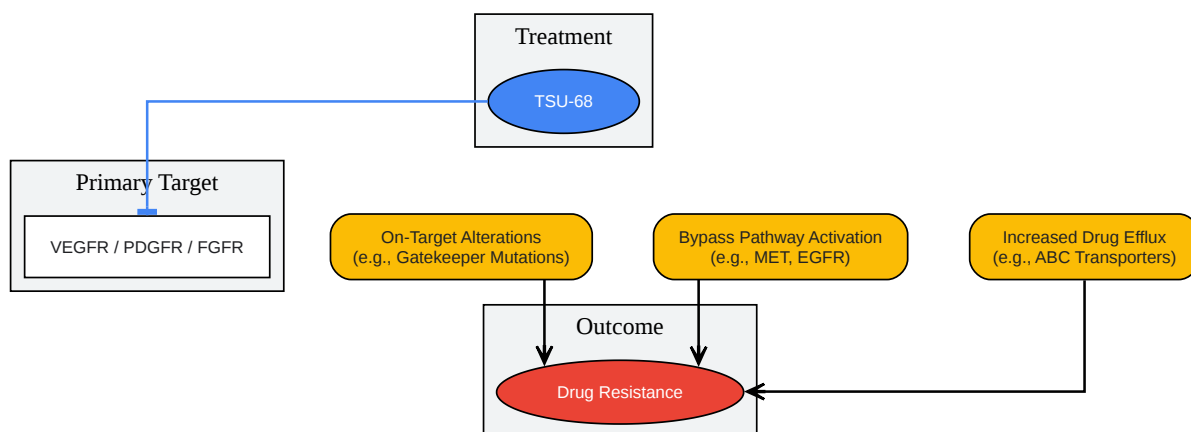 Treatment
TSU-68
Primary Target
VEGFR / PDGFR / FGFR
On-Target Alterations
(e.g., Gatekeeper Mutations)
Bypass Pathway Activation
(e.g., MET, EGFR)
Increased Drug Efflux
(e.g., ABC Transporters)
Outcome
Drug Resistance